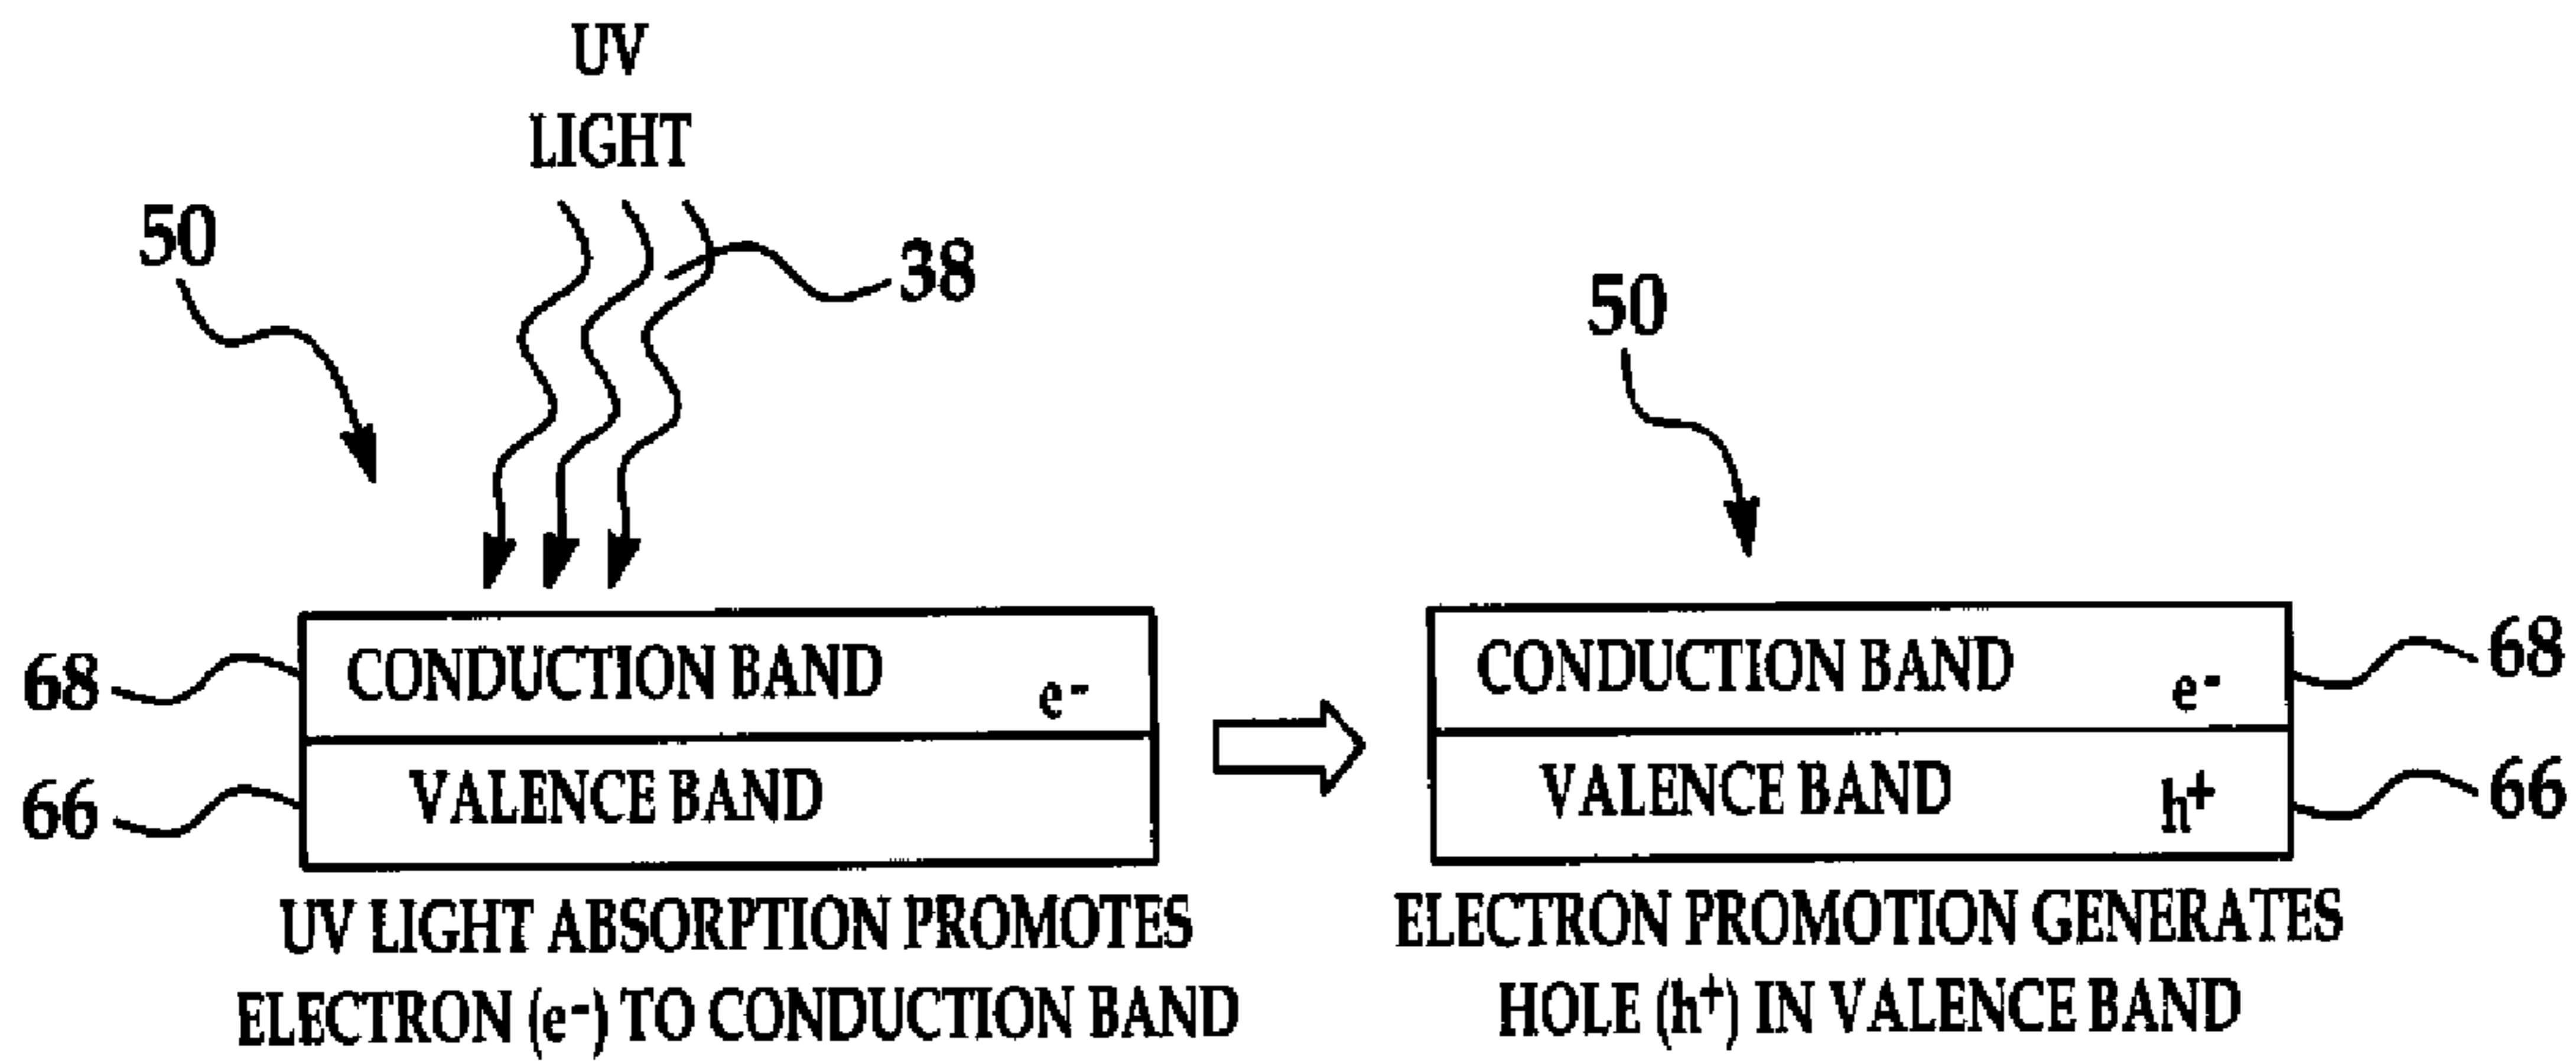 UV
LIGHT
50
38
50
CONDUCTION BAND
e-
68
VALENCE BAND
66
CONDUCTION BAND
e-
68
VALENCE BAND
h+
66
UV LIGHT ABSORPTION PROMOTES
ELECTRON (e-) TO CONDUCTION BAND
ELECTRON PROMOTION GENERATES
HOLE (h+) IN VALENCE BAND